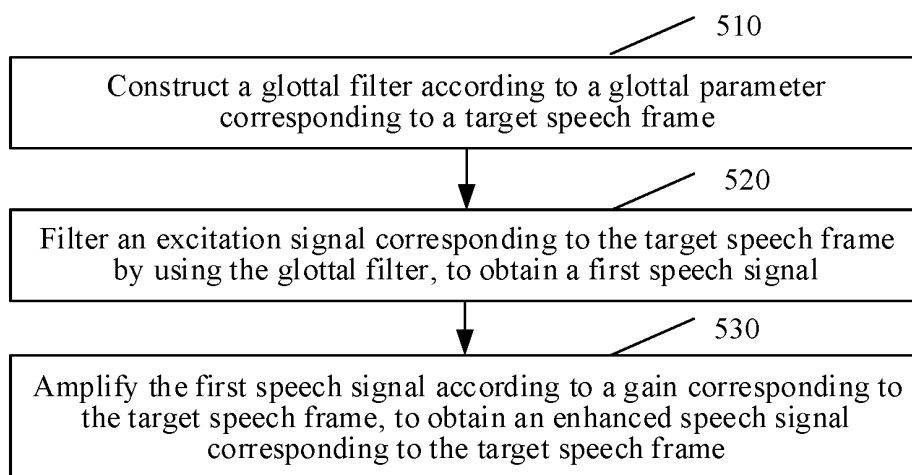 510
Construct a glottal filter according to a glottal parameter
corresponding to a target speech frame
520
Filter an excitation signal corresponding to the target speech frame
by using the glottal filter, to obtain a first speech signal
530
Amplify the first speech signal according to a gain corresponding to
the target speech frame, to obtain an enhanced speech signal
corresponding to the target speech frame